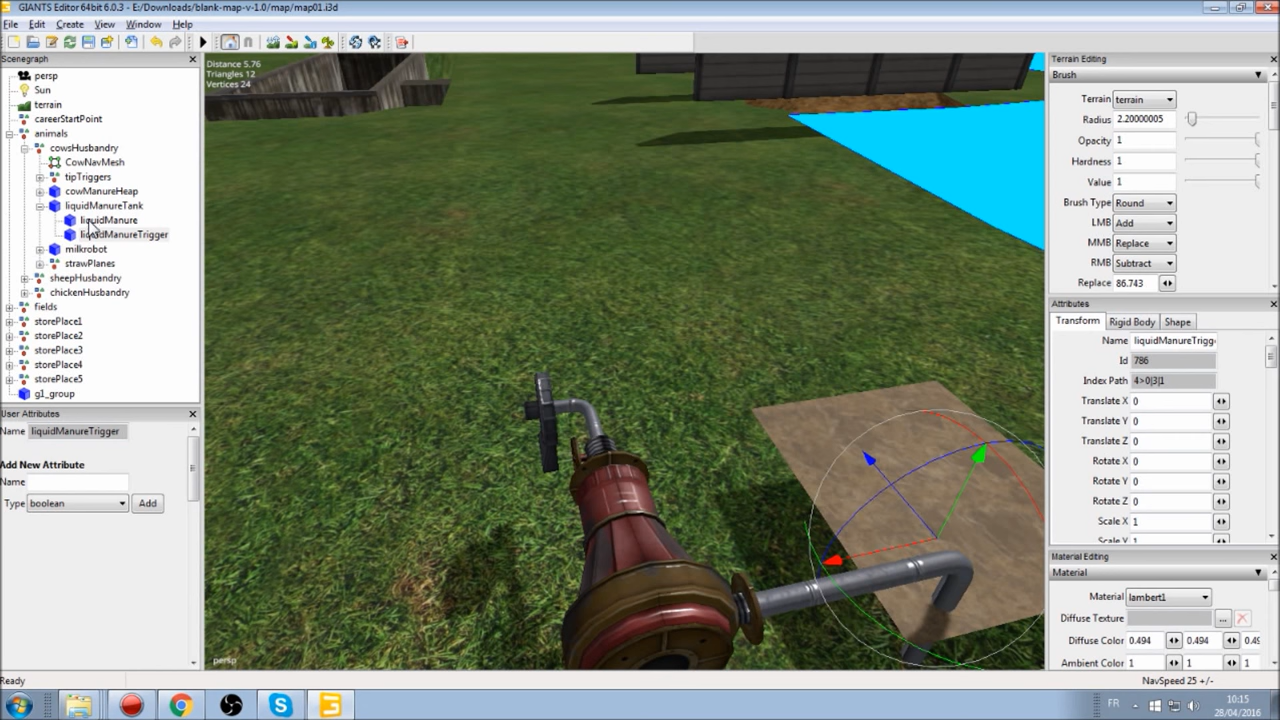 GIANTS Editor 64bit 6.0.3 - E:/Downloads/blank-map-v-1.0/map/map01.i3d
File Edit Create View Window Help
Scenegraph
persp
Sun
terrain
careerStartPoint
animals
cowsHusbandry
CowNavMesh
tipTriggers
cowManureHeap
liquidManureTank
liquidManure
liquidManureTrigger
milkrobot
strawPlanes
sheepHusbandry
chickenHusbandry
fields
storePlace1
storePlace2
storePlace3
storePlace4
storePlace5
g1_group
User Attributes
Name liquidManureTrigger
Add New Attribute
Name
Type boolean Add
Distance 5.76
Triangles 12
Vertices 24
persp
Terrain Editing
Brush
Terrain terrain
Radius 2.20000005
Opacity 1
Hardness 1
Value 1
Brush Type Round
LMB Add
MMB Replace
RMB Subtract
Replace 86.743
Attributes
Transform Rigid Body Shape
Name liquidManureTrigg
Id 786
Index Path 4>0|3|1
Translate X 0
Translate Y 0
Translate Z 0
Rotate X 0
Rotate Y 0
Rotate Z 0
Scale X 1
Scale Y 1
Material Editing
Material
Material lambert1
Diffuse Texture ...
Diffuse Color 0.494 0.494 0.49
Ambient Color 1 1 1
Ready
NavSpeed 25 +/-
FR
10:15
28/04/2016